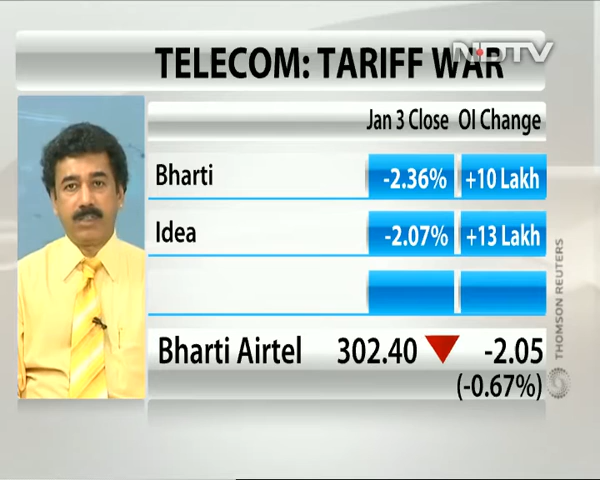 NDTV
TELECOM: TARIFF WAR
Jan 3 Close OI Change
Bharti -2.36% +10 Lakh
Idea -2.07% +13 Lakh
Bharti Airtel 302.40 -2.05
(-0.67%)
THOMSON REUTERS